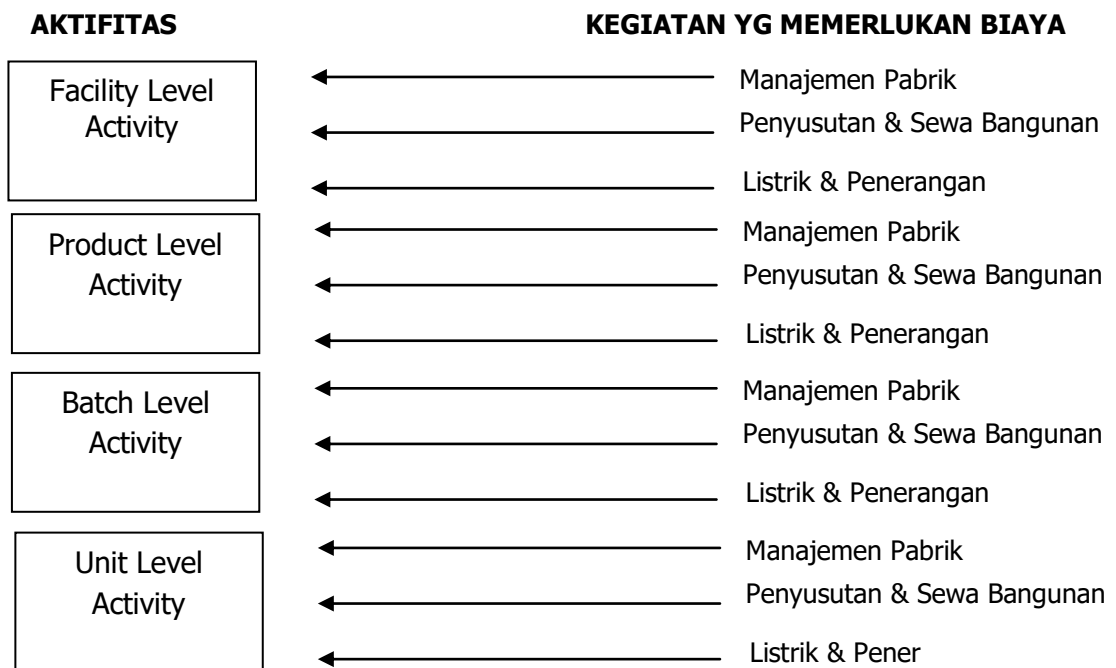 AKTIFITAS KEGIATAN YG MEMERLUKAN BIAYA
Facility Level
Activity
Manajemen Pabrik
Penyusutan & Sewa Bangunan
Listrik & Penerangan
Product Level
Activity
Manajemen Pabrik
Penyusutan & Sewa Bangunan
Listrik & Penerangan
Batch Level
Activity
Manajemen Pabrik
Penyusutan & Sewa Bangunan
Listrik & Penerangan
Unit Level
Activity
Manajemen Pabrik
Penyusutan & Sewa Bangunan
Listrik & Pener